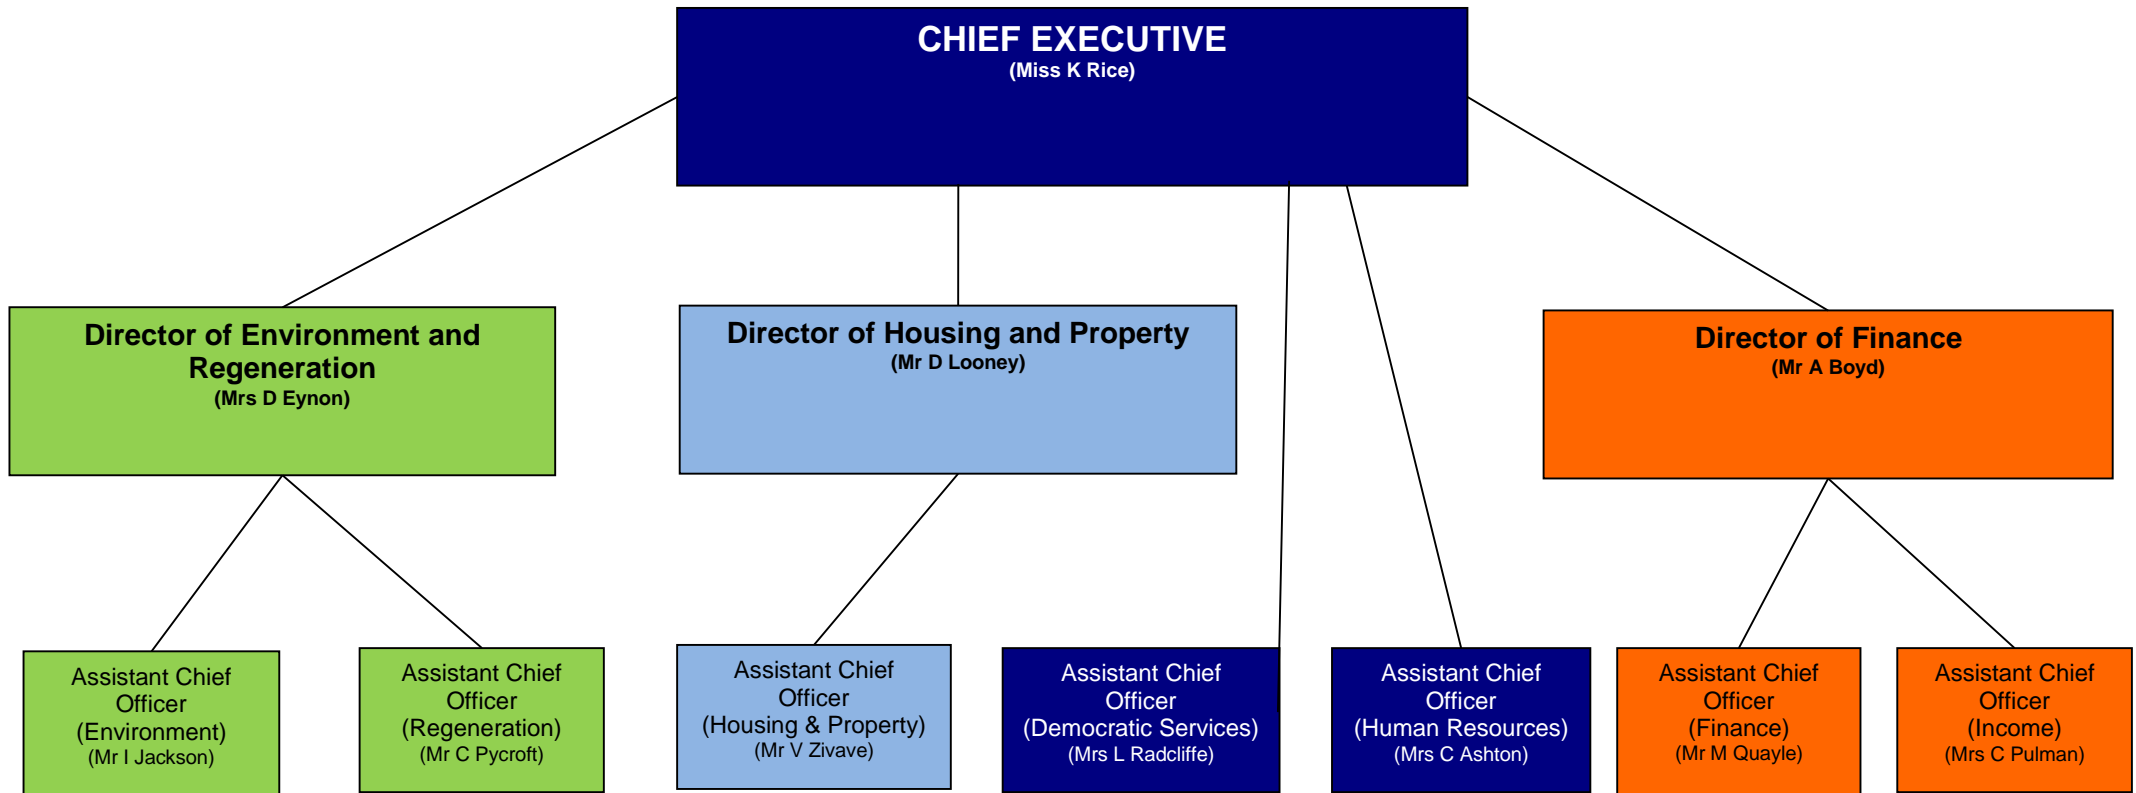 CHIEF EXECUTIVE
(Miss K Rice)
Director of Environment and
Regeneration
(Mrs D Eynon)
Director of Housing and Property
(Mr D Looney)
Director of Finance
(Mr A Boyd)
Assistant Chief
Officer
(Environment)
(Mr I Jackson)
Assistant Chief
Officer
(Regeneration)
(Mr C Pycroft)
Assistant Chief
Officer
(Housing & Property)
(Mr V Zivave)
Assistant Chief
Officer
(Democratic Services)
(Mrs L Radcliffe)
Assistant Chief
Officer
(Human Resources)
(Mrs C Ashton)
Assistant Chief
Officer
(Finance)
(Mr M Quayle)
Assistant Chief
Officer
(Income)
(Mrs C Pulman)